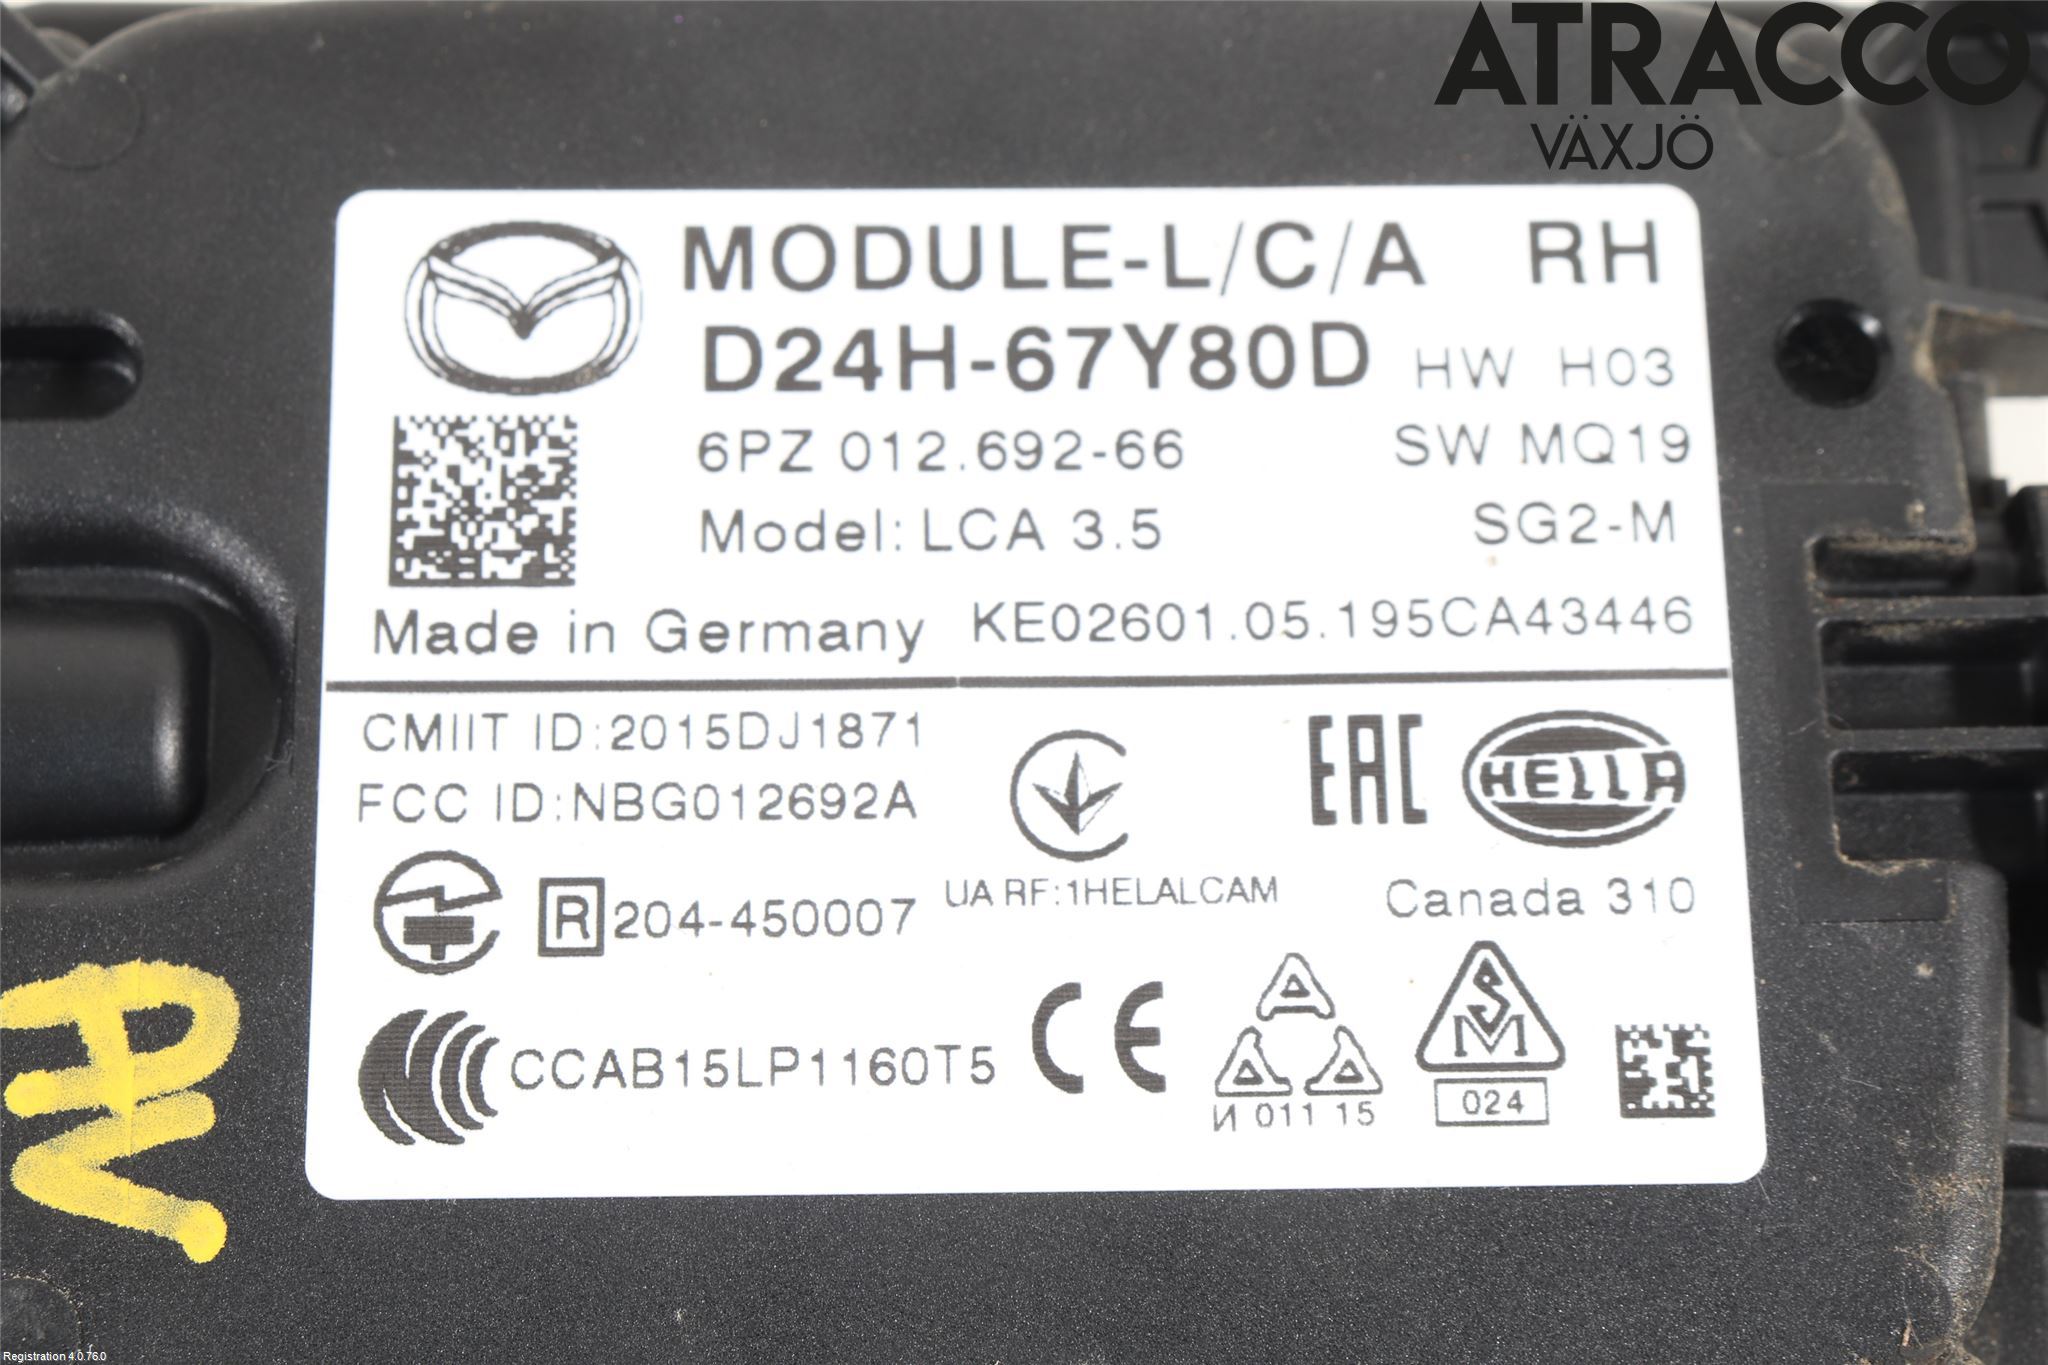 ATRACCO
VÄXJÖ
MODULE-L/C/A RH
D24H-67Y80D HW H03
6PZ 012.692-66 SW MQ19
Model: LCA 3.5 SG2-M
Made in Germany KE02601.05.195CA43446
CMIIT ID:2015DJ1871
FCC ID:NBG012692A
EAC HELLA
R 204-450007
UA RF:1HELALCAM
Canada 310
CCAB15LP1160T5
CE
A A A
И 011 15
S M
024
Registration 4.0.76.0